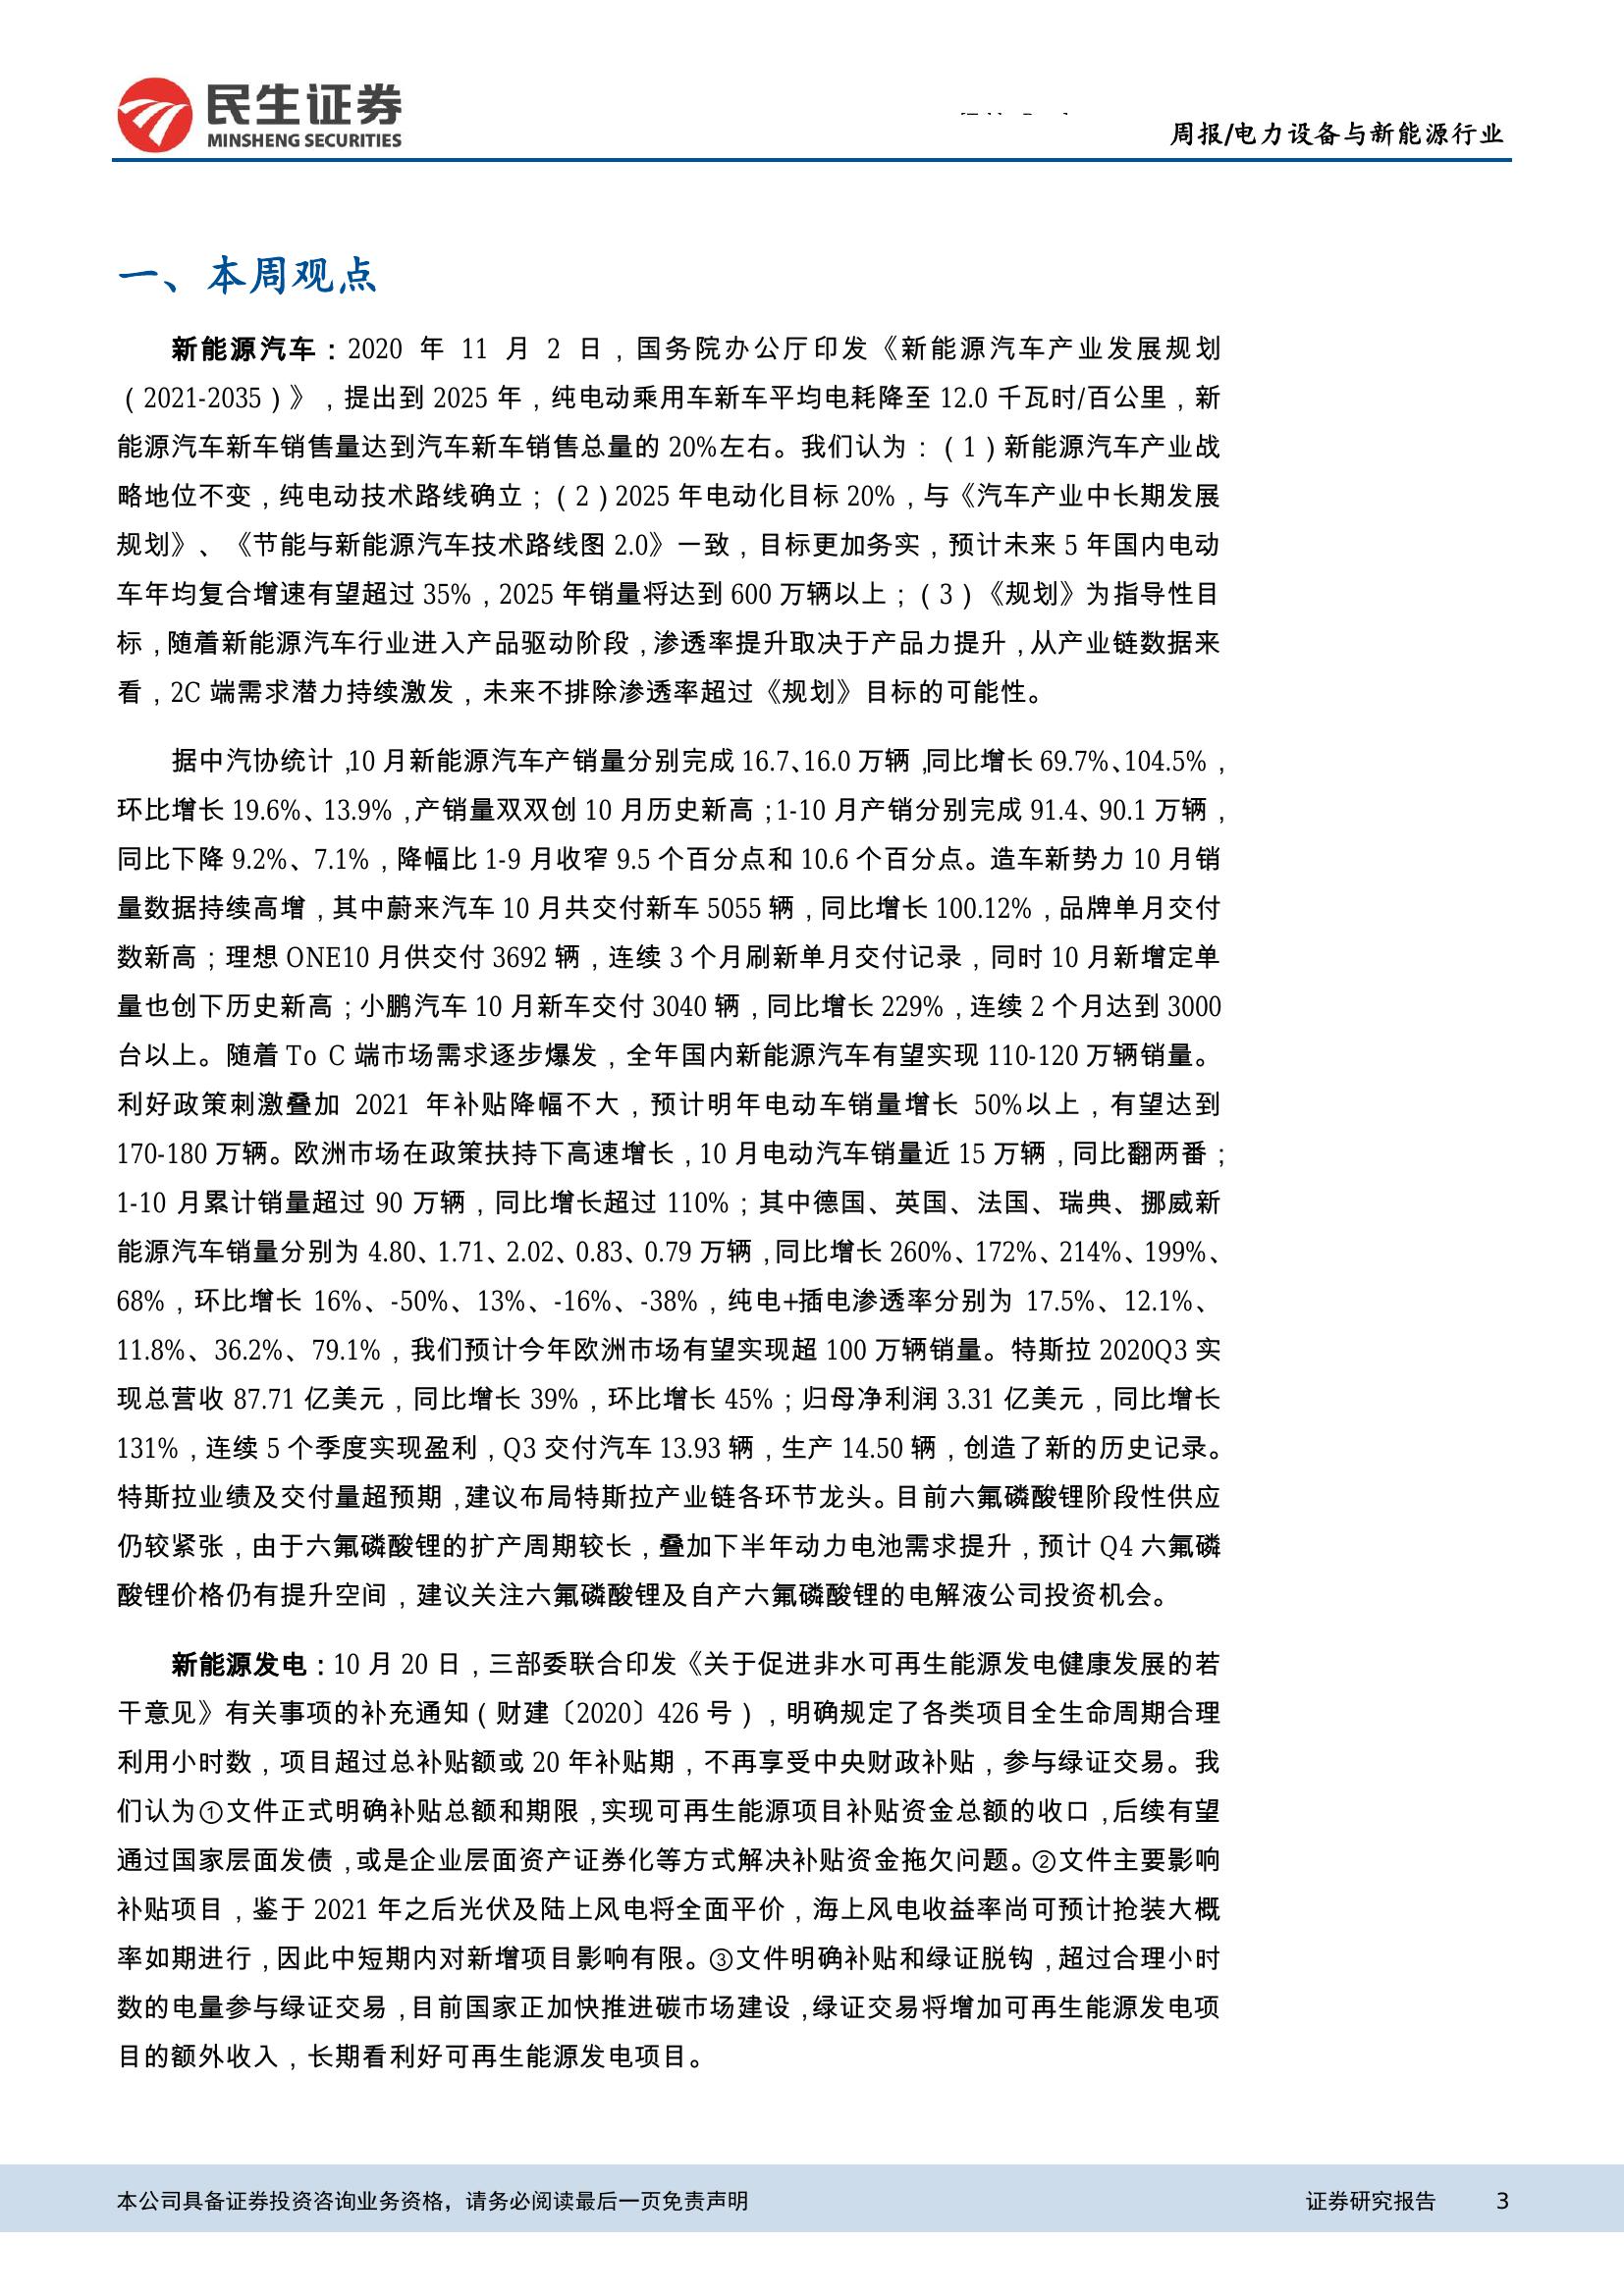 民生证券
MINSHENG SECURITIES
周报/电力设备与新能源行业
一、本周观点
新能源汽车：2020 年 11 月 2 日，国务院办公厅印发《新能源汽车产业发展规划
（2021-2035）》，提出到 2025 年，纯电动乘用车新车平均电耗降至 12.0 千瓦时/百公里，新
能源汽车新车销售量达到汽车新车销售总量的 20%左右。我们认为：（1）新能源汽车产业战
略地位不变，纯电动技术路线确立；（2）2025 年电动化目标 20%，与《汽车产业中长期发展
规划》、《节能与新能源汽车技术路线图 2.0》一致，目标更加务实，预计未来 5 年国内电动
车年均复合增速有望超过 35%，2025 年销量将达到 600 万辆以上；（3）《规划》为指导性目
标，随着新能源汽车行业进入产品驱动阶段，渗透率提升取决于产品力提升，从产业链数据来
看，2C 端需求潜力持续激发，未来不排除渗透率超过《规划》目标的可能性。
据中汽协统计，10 月新能源汽车产销量分别完成 16.7、16.0 万辆，同比增长 69.7%、104.5%，
环比增长 19.6%、13.9%，产销量双双创 10 月历史新高；1-10 月产销分别完成 91.4、90.1 万辆，
同比下降 9.2%、7.1%，降幅比 1-9 月收窄 9.5 个百分点和 10.6 个百分点。造车新势力 10 月销
量数据持续高增，其中蔚来汽车 10 月共交付新车 5055 辆，同比增长 100.12%，品牌单月交付
数新高；理想 ONE10 月供交付 3692 辆，连续 3 个月刷新单月交付记录，同时 10 月新增定单
量也创下历史新高；小鹏汽车 10 月新车交付 3040 辆，同比增长 229%，连续 2 个月达到 3000
台以上。随着 To C 端市场需求逐步爆发，全年国内新能源汽车有望实现 110-120 万辆销量。
利好政策刺激叠加 2021 年补贴降幅不大，预计明年电动车销量增长 50%以上，有望达到
170-180 万辆。欧洲市场在政策扶持下高速增长，10 月电动汽车销量近 15 万辆，同比翻两番；
1-10 月累计销量超过 90 万辆，同比增长超过 110%；其中德国、英国、法国、瑞典、挪威新
能源汽车销量分别为 4.80、1.71、2.02、0.83、0.79 万辆，同比增长 260%、172%、214%、199%、
68%，环比增长 16%、-50%、13%、-16%、-38%，纯电+插电渗透率分别为 17.5%、12.1%、
11.8%、36.2%、79.1%，我们预计今年欧洲市场有望实现超 100 万辆销量。特斯拉 2020Q3 实
现总营收 87.71 亿美元，同比增长 39%，环比增长 45%；归母净利润 3.31 亿美元，同比增长
131%，连续 5 个季度实现盈利，Q3 交付汽车 13.93 辆，生产 14.50 辆，创造了新的历史记录。
特斯拉业绩及交付量超预期，建议布局特斯拉产业链各环节龙头。目前六氟磷酸锂阶段性供应
仍较紧张，由于六氟磷酸锂的扩产周期较长，叠加下半年动力电池需求提升，预计 Q4 六氟磷
酸锂价格仍有提升空间，建议关注六氟磷酸锂及自产六氟磷酸锂的电解液公司投资机会。
新能源发电：10 月 20 日，三部委联合印发《关于促进非水可再生能源发电健康发展的若
干意见》有关事项的补充通知（财建〔2020〕426 号），明确规定了各类项目全生命周期合理
利用小时数，项目超过总补贴额或 20 年补贴期，不再享受中央财政补贴，参与绿证交易。我
们认为①文件正式明确补贴总额和期限，实现可再生能源项目补贴资金总额的收口，后续有望
通过国家层面发债，或是企业层面资产证券化等方式解决补贴资金拖欠问题。②文件主要影响
补贴项目，鉴于 2021 年之后光伏及陆上风电将全面平价，海上风电收益率尚可预计抢装大概
率如期进行，因此中短期内对新增项目影响有限。③文件明确补贴和绿证脱钩，超过合理小时
数的电量参与绿证交易，目前国家正加快推进碳市场建设，绿证交易将增加可再生能源发电项
目的额外收入，长期看利好可再生能源发电项目。
本公司具备证券投资咨询业务资格，请务必阅读最后一页免责声明
证券研究报告 3